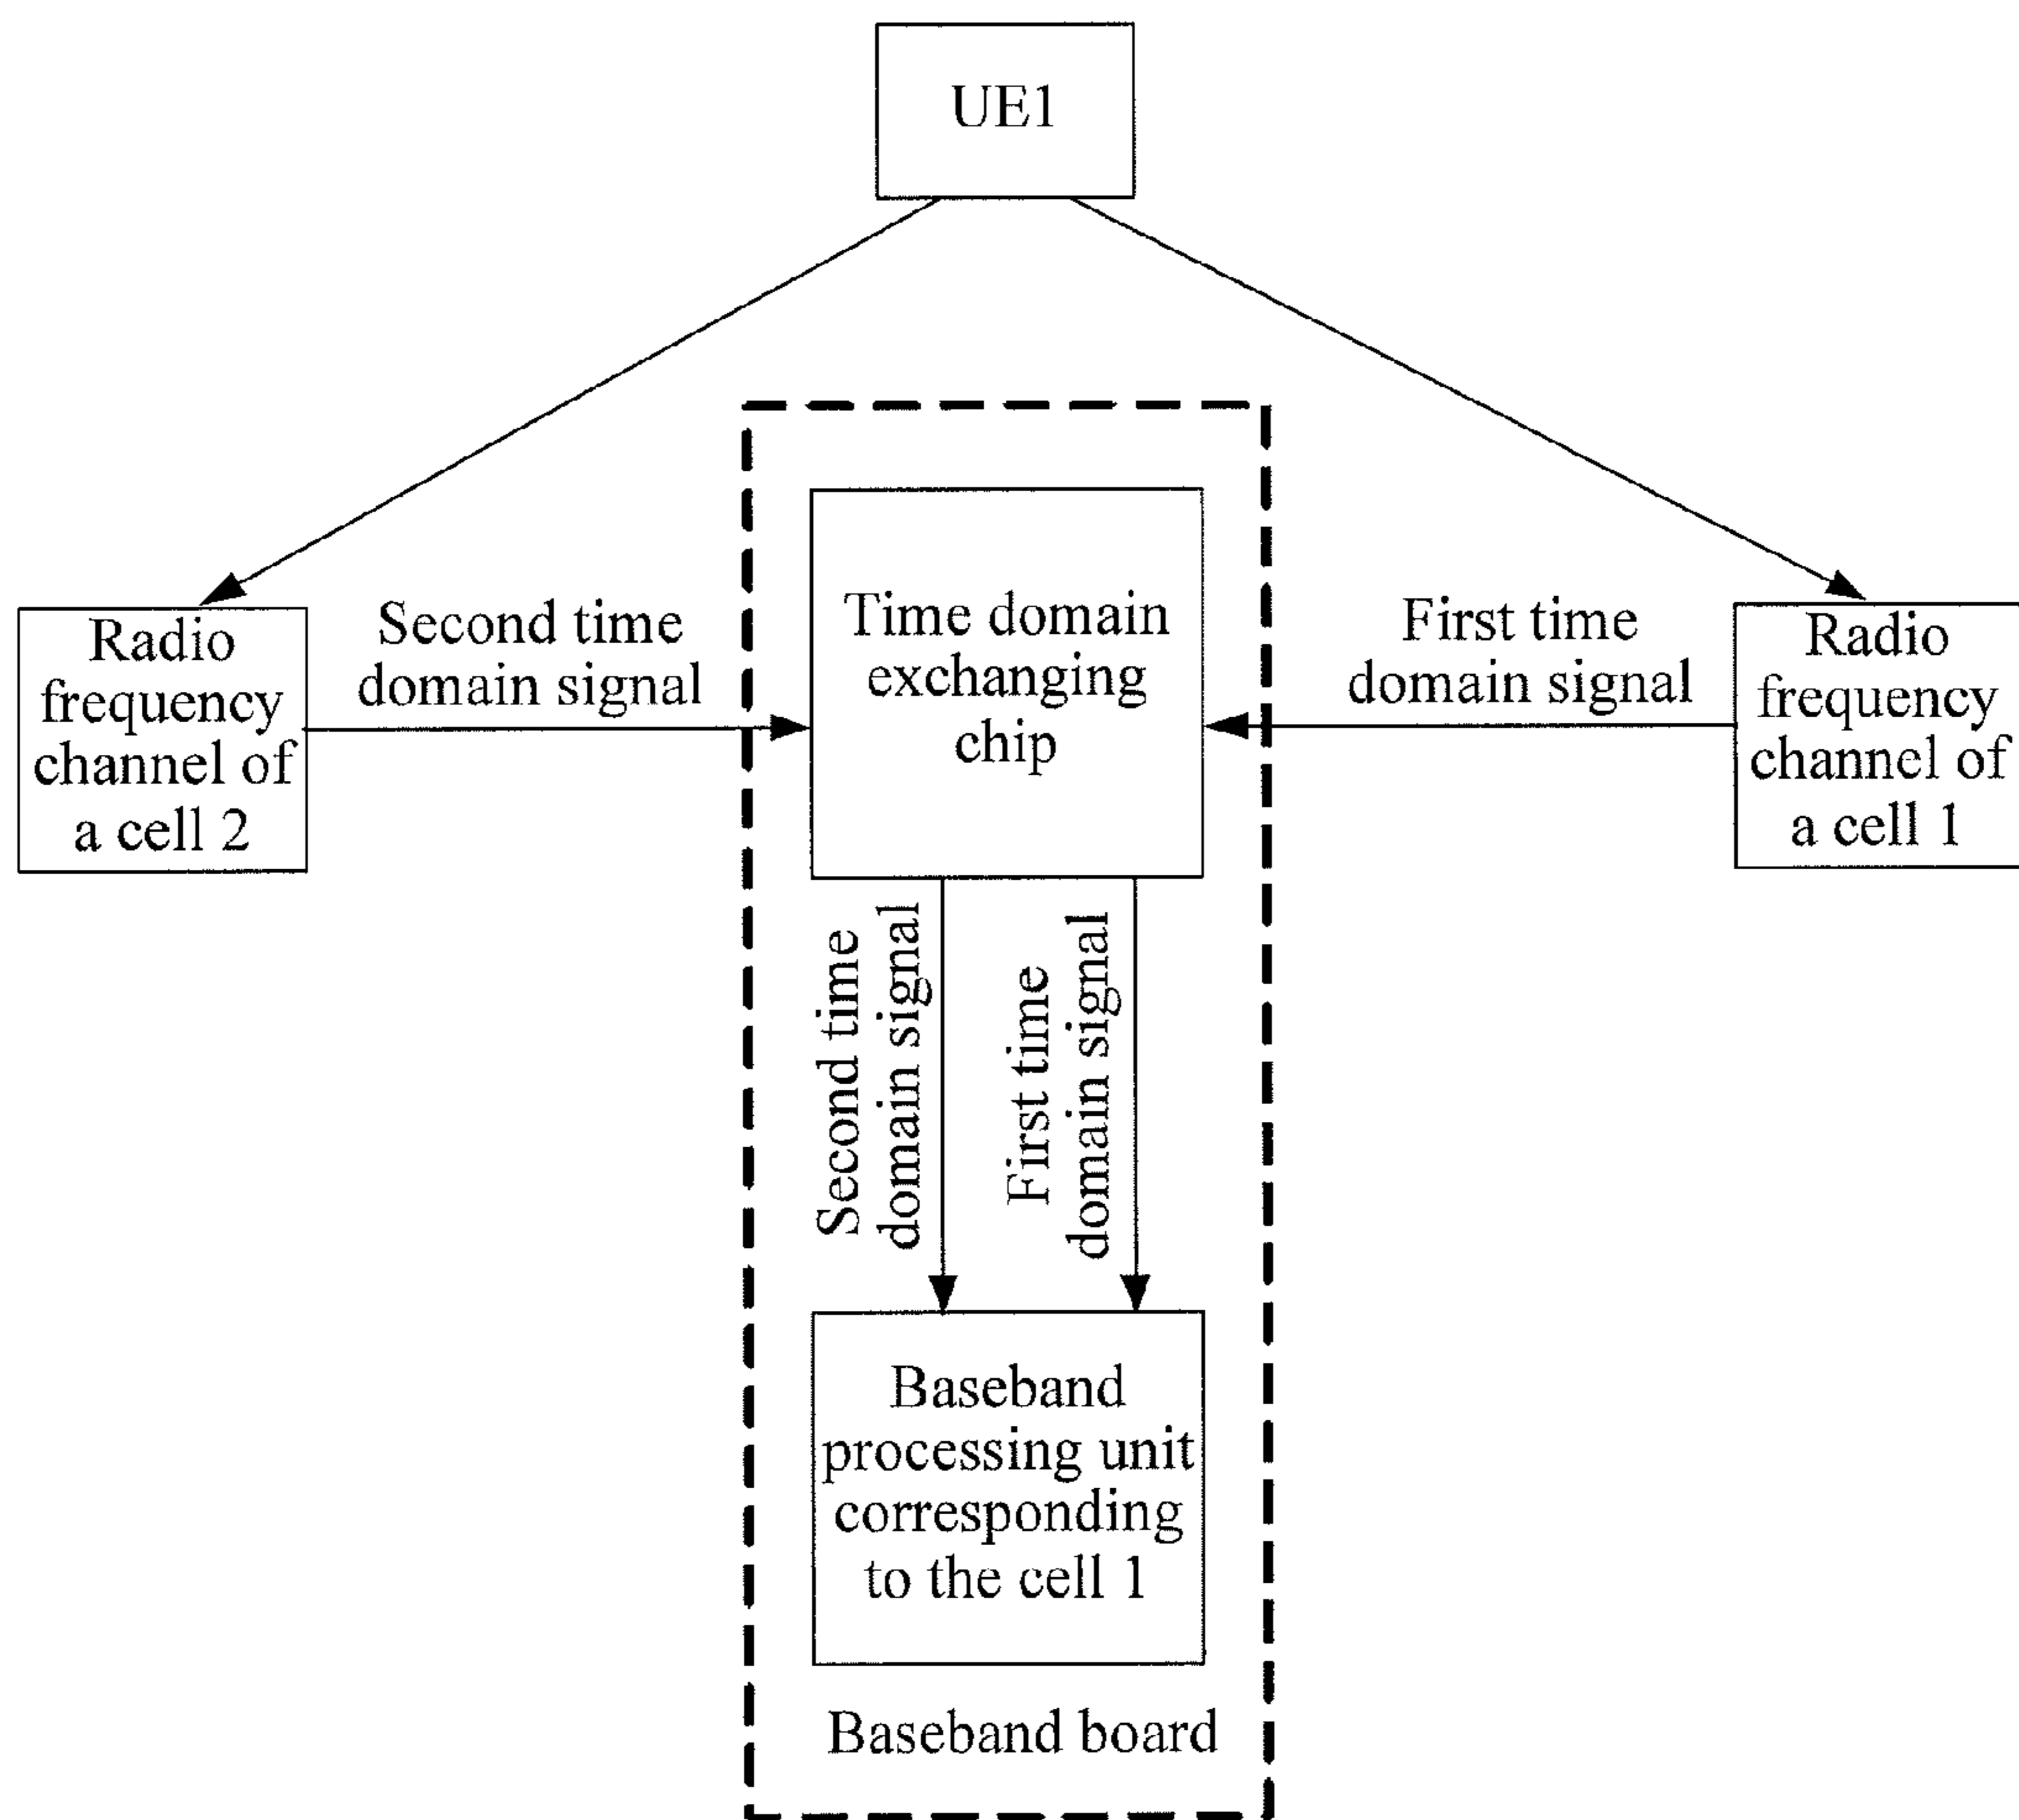 UE1
Radio
frequency
channel of
a cell 2
Second time
domain signal
Time domain
exchanging
chip
First time
domain signal
Radio
frequency
channel of
a cell 1
Second time
domain signal
First time
domain signal
Baseband
processing unit
corresponding
to the cell 1
Baseband board